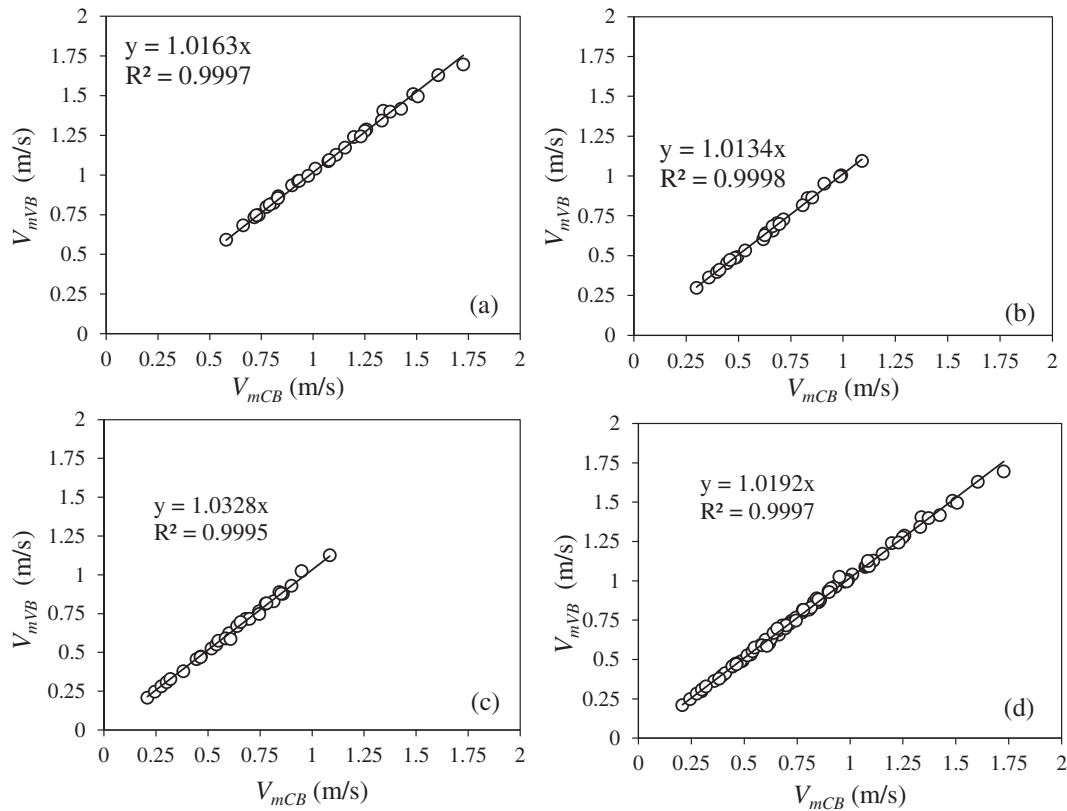 2
1.75
1.5
1.25
1
0.75
0.5
0.25
0
V_mVB (m/s)
y = 1.0163x
R² = 0.9997
(a)
0 0.25 0.5 0.75 1 1.25 1.5 1.75 2
V_mCB (m/s)
2
1.75
1.5
1.25
1
0.75
0.5
0.25
0
V_mVB (m/s)
y = 1.0134x
R² = 0.9998
(b)
0 0.25 0.5 0.75 1 1.25 1.5 1.75 2
V_mCB (m/s)
2
1.75
1.5
1.25
1
0.75
0.5
0.25
0
V_mVB (m/s)
y = 1.0328x
R² = 0.9995
(c)
0 0.25 0.5 0.75 1 1.25 1.5 1.75 2
V_mCB (m/s)
2
1.75
1.5
1.25
1
0.75
0.5
0.25
0
V_mVB (m/s)
y = 1.0192x
R² = 0.9997
(d)
0 0.25 0.5 0.75 1 1.25 1.5 1.75 2
V_mCB (m/s)